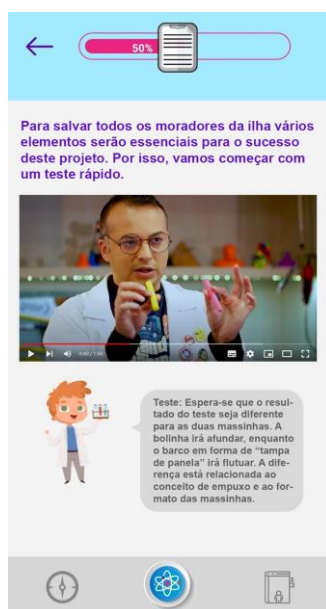 50%
Para salvar todos os moradores da ilha vários
elementos serão essenciais para o sucesso
deste projeto. Por isso, vamos começar com
um teste rápido.
Teste: Espera-se que o resul-
tado do teste seja diferente
para as duas massinhas. A
bolinha irá afundar, enquanto
o barco em forma de “tampa
de panela” irá flutuar. A dife-
rença está relacionada ao
conceito de empuxo e ao for-
mato das massinhas.